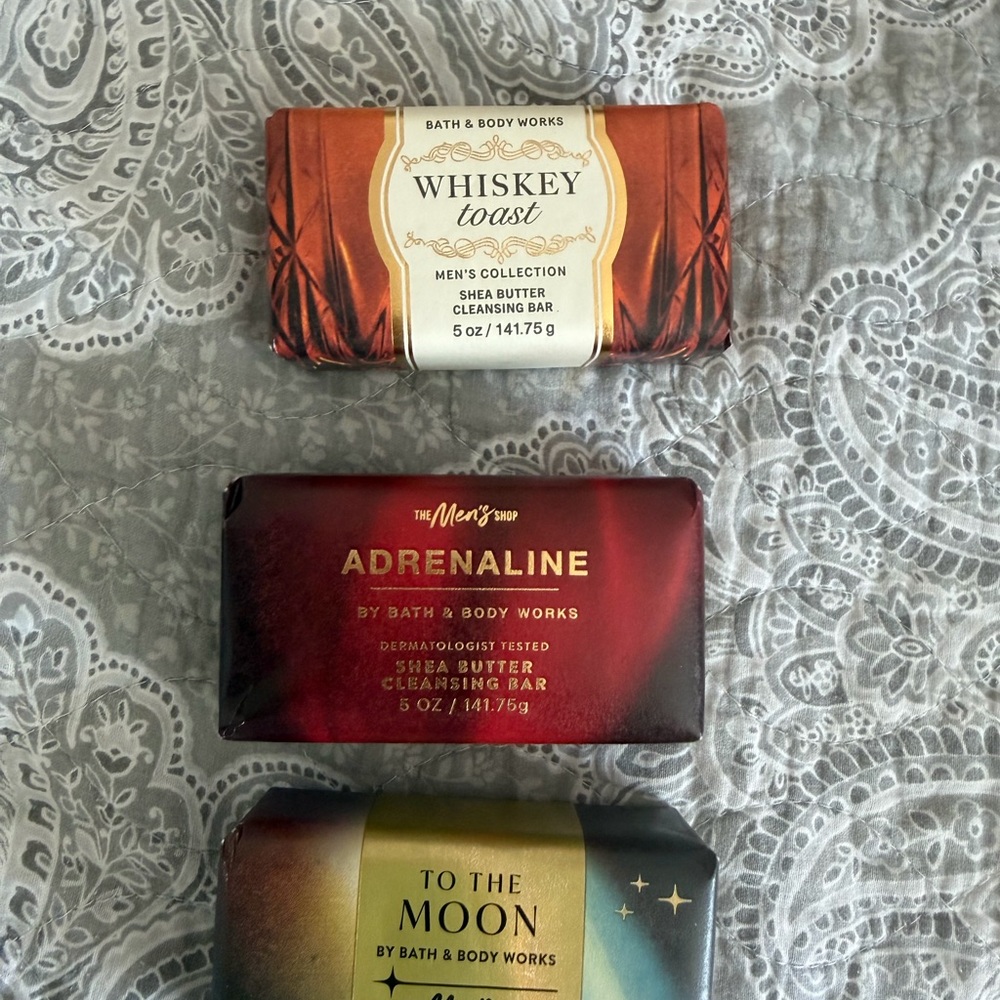 BATH & BODY WORKS
WHISKEY
toast
MEN'S COLLECTION
SHEA BUTTER
CLEANSING BAR
5 oz / 141.75 g
THE Men's SHOP
ADRENALINE
BY BATH & BODY WORKS
DERMATOLOGIST TESTED
SHEA BUTTER
CLEANSING BAR
5 OZ / 141.75g
TO THE
MOON
BY BATH & BODY WORKS